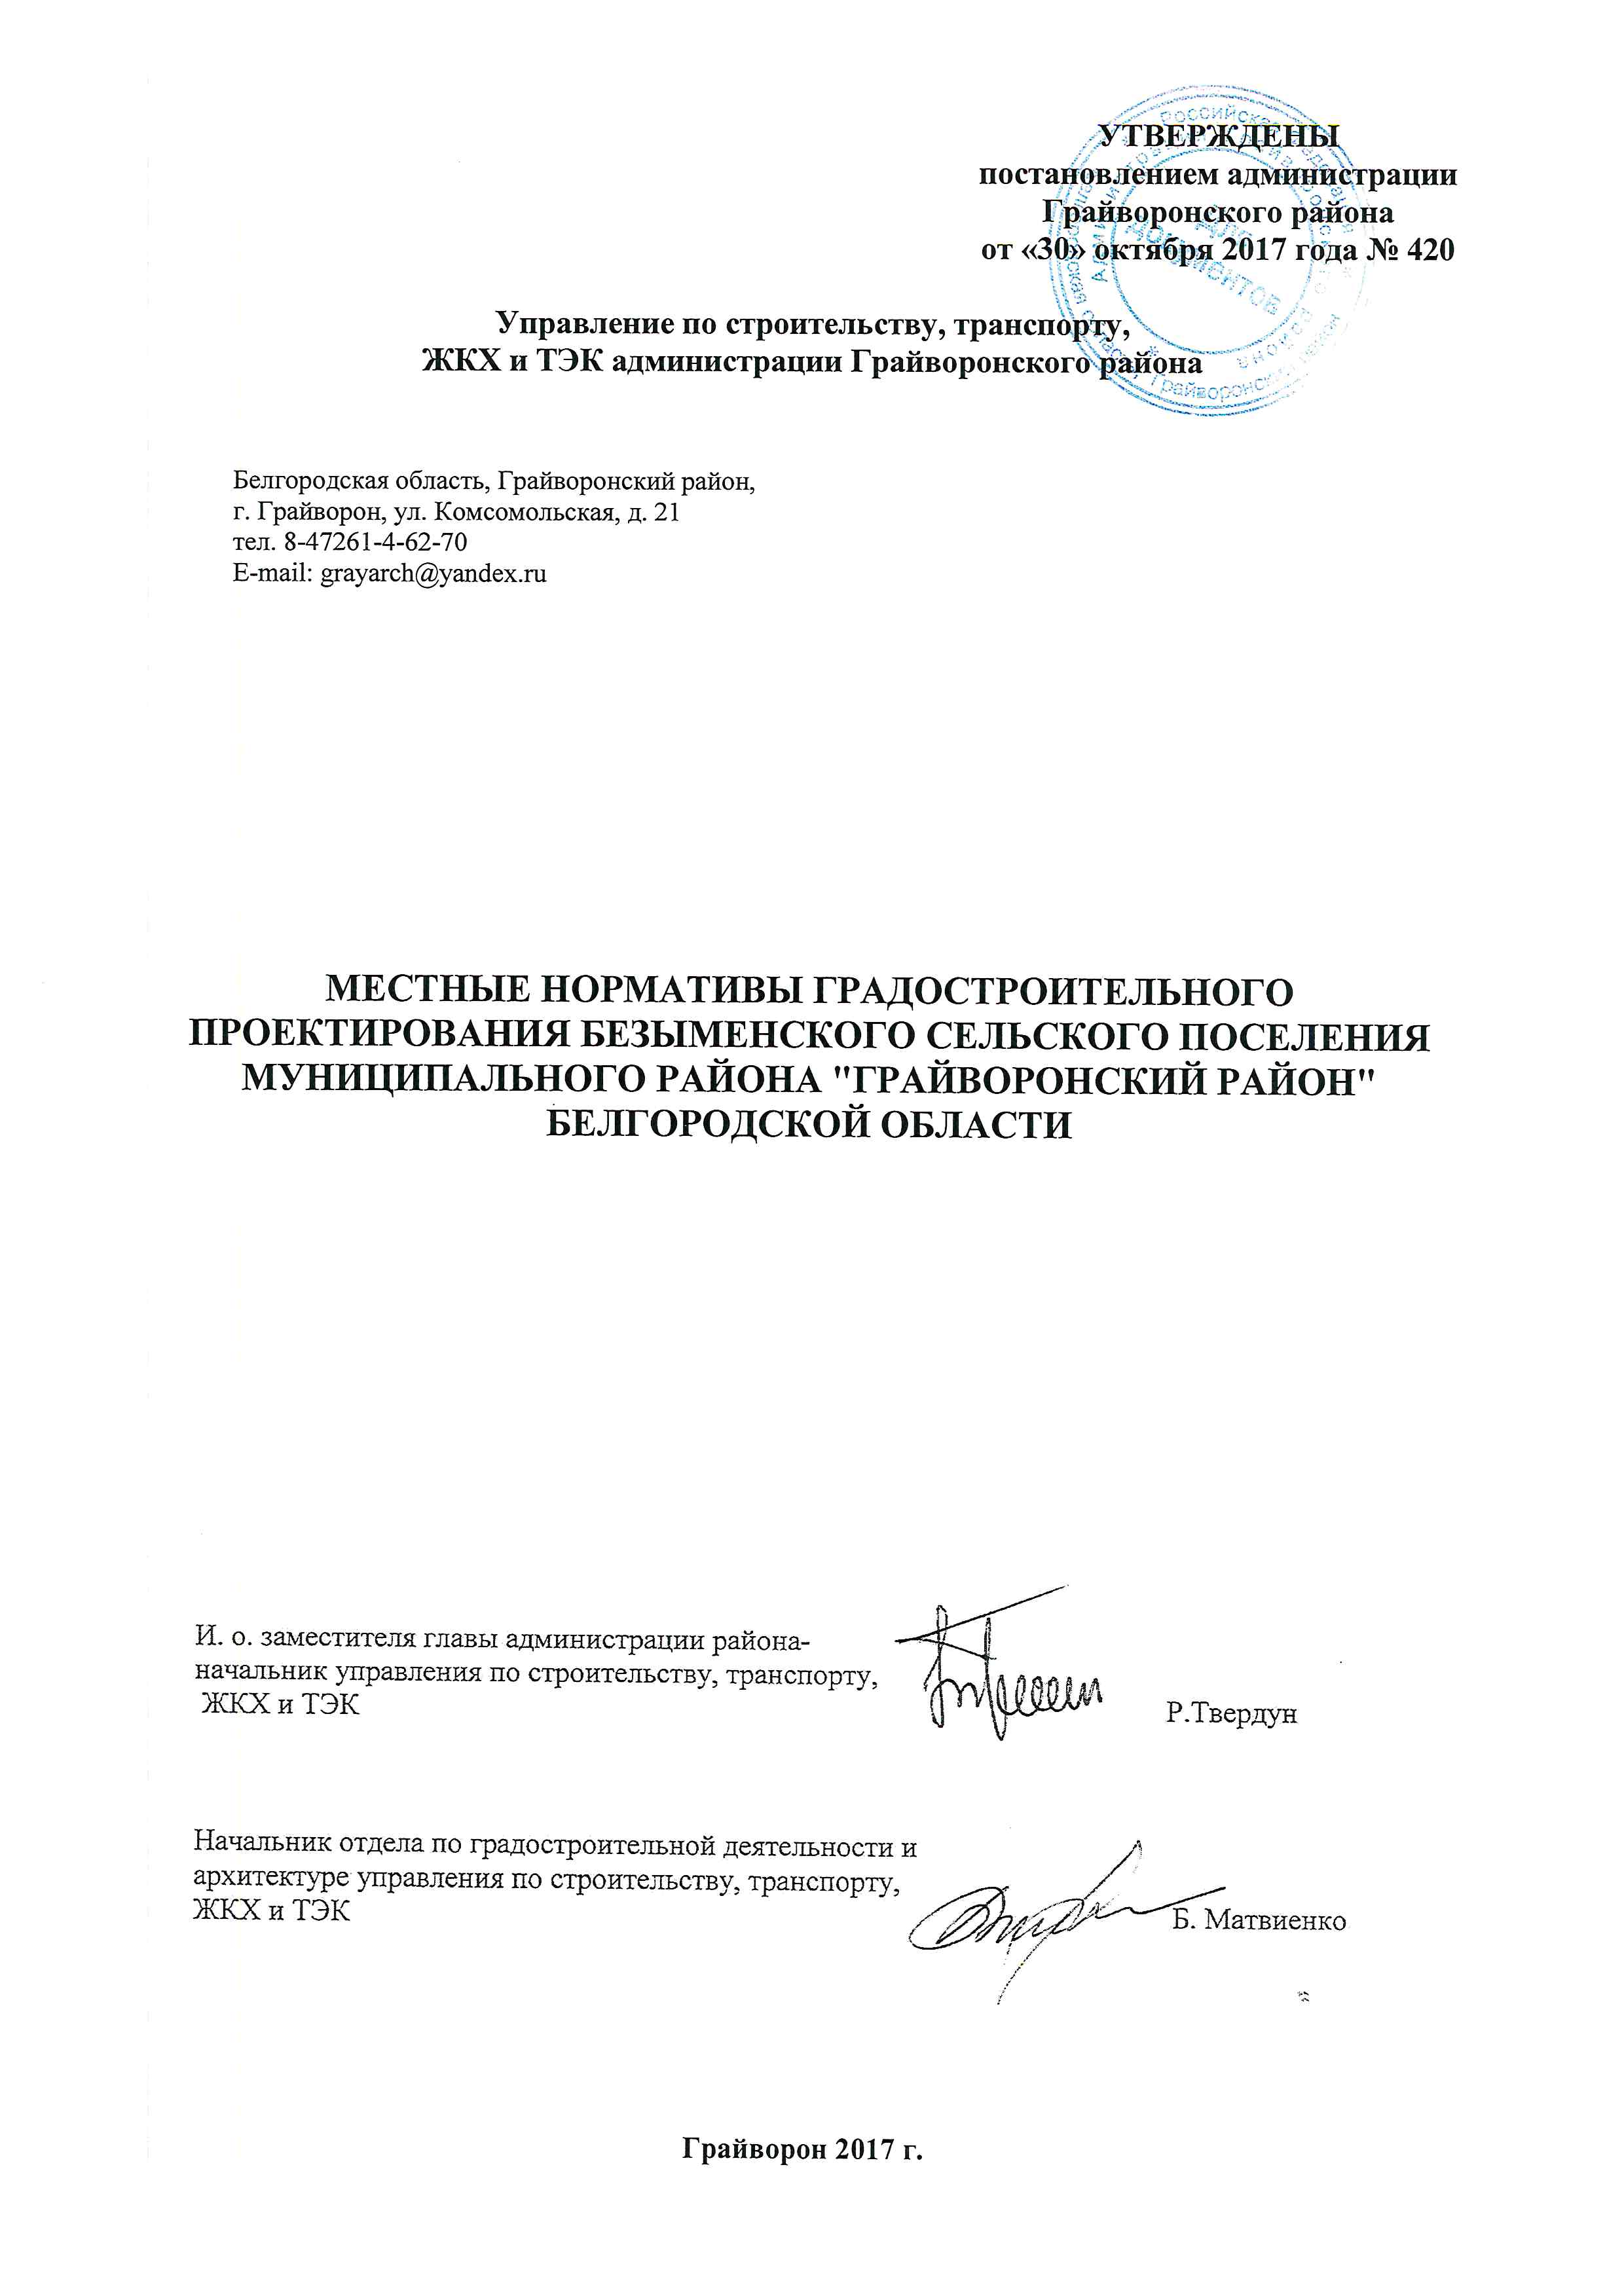 УТВЕРЖДЕНЫ
постановлением администрации
Грайворонского района
от «30» октября 2017 года № 420
Для
документов
Управление по строительству, транспорту,
ЖКХ и ТЭК администрации Грайворонского района
Белгородская область, Грайворонский район,
г. Грайворон, ул. Комсомольская, д. 21
тел. 8-47261-4-62-70
E-mail: grayarch@yandex.ru
МЕСТНЫЕ НОРМАТИВЫ ГРАДОСТРОИТЕЛЬНОГО
ПРОЕКТИРОВАНИЯ БЕЗЫМЕНСКОГО СЕЛЬСКОГО ПОСЕЛЕНИЯ
МУНИЦИПАЛЬНОГО РАЙОНА "ГРАЙВОРОНСКИЙ РАЙОН"
БЕЛГОРОДСКОЙ ОБЛАСТИ
И. о. заместителя главы администрации района-
начальник управления по строительству, транспорту,
ЖКХ и ТЭК
Р.Твердун
Начальник отдела по градостроительной деятельности и
архитектуре управления по строительству, транспорту,
ЖКХ и ТЭК
Б. Матвиенко
Грайворон 2017 г.